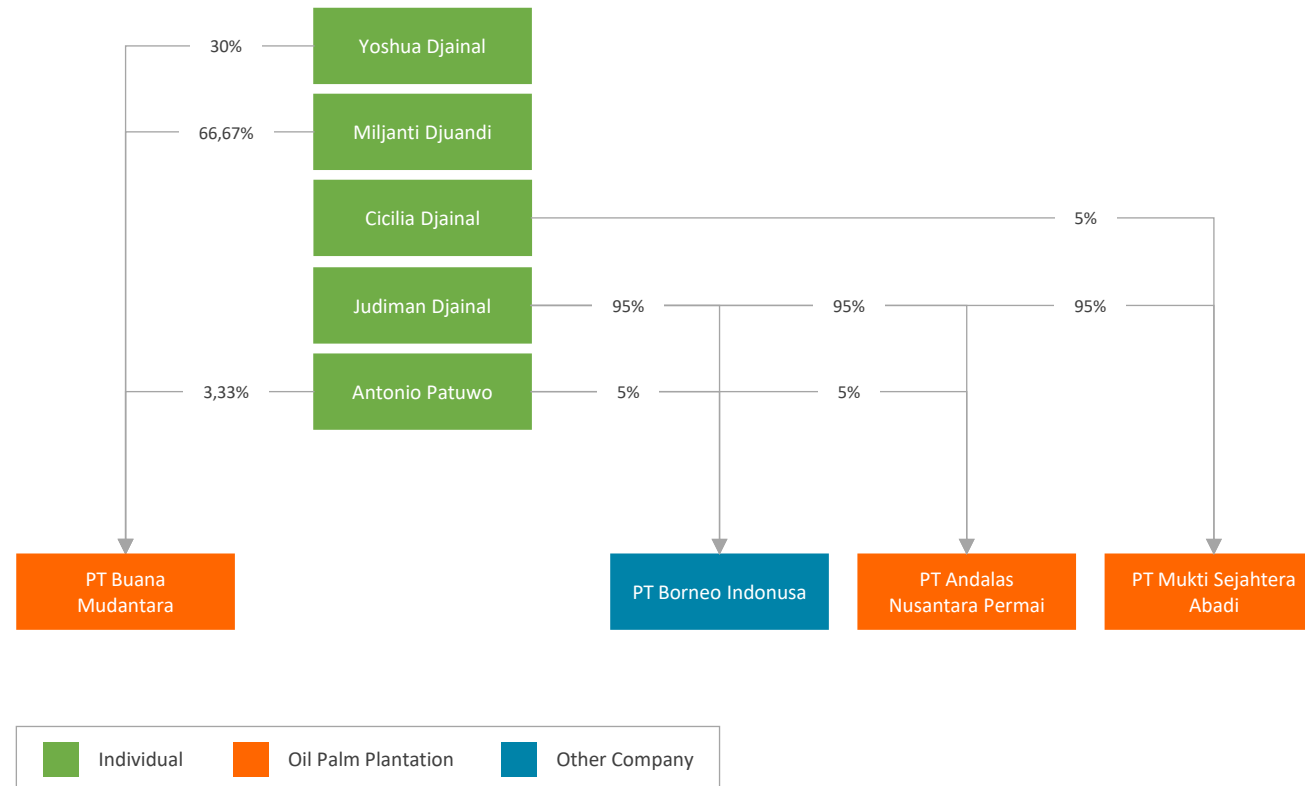 30%
Yoshua Djainal
66,67%
Miljanti Djuandi
Cicilia Djainal
5%
Judiman Djainal
95%
95%
95%
3,33%
Antonio Patuwo
5%
5%
PT Buana
Mudantara
PT Borneo Indonusa
PT Andalas
Nusantara Permai
PT Mukti Sejahtera
Abadi
Individual
Oil Palm Plantation
Other Company